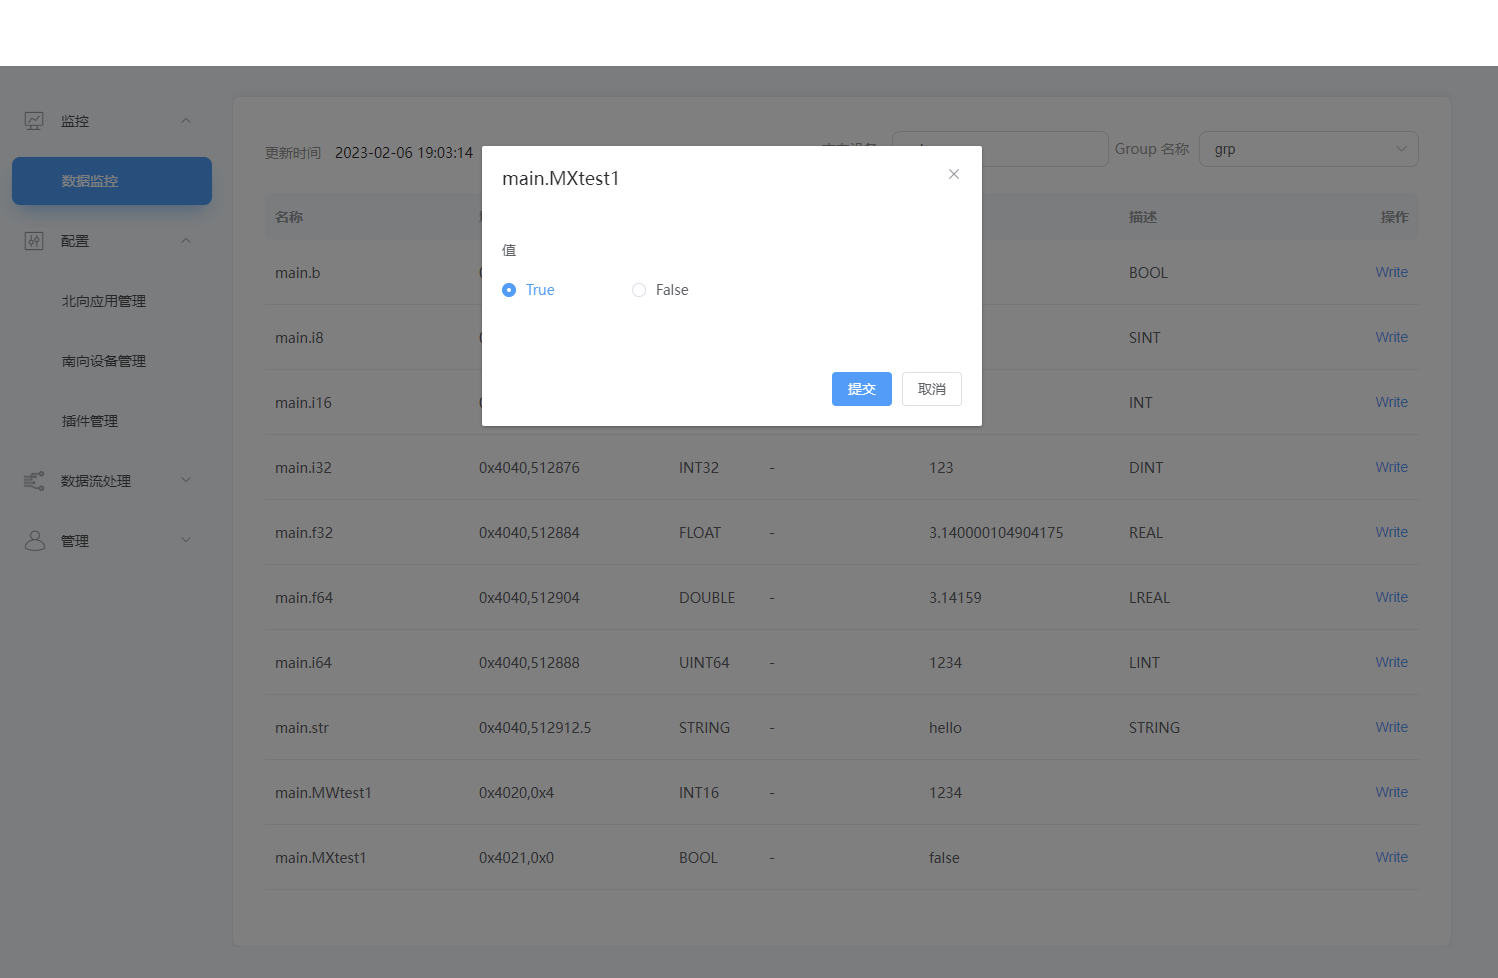 监控
数据监控
配置
北向应用管理
南向设备管理
插件管理
数据流处理
管理
更新时间 2023-02-06 19:03:14
Group 名称 grp
名称 描述 操作
main.b BOOL Write
main.i8 SINT Write
main.i16 INT Write
main.i32 0x4040,512876 INT32 - 123 DINT Write
main.f32 0x4040,512884 FLOAT - 3.140000104904175 REAL Write
main.f64 0x4040,512904 DOUBLE - 3.14159 LREAL Write
main.i64 0x4040,512888 UINT64 - 1234 LINT Write
main.str 0x4040,512912.5 STRING - hello STRING Write
main.MWtest1 0x4020,0x4 INT16 - 1234 Write
main.MXtest1 0x4021,0x0 BOOL - false Write
main.MXtest1
值
True False
提交 取消